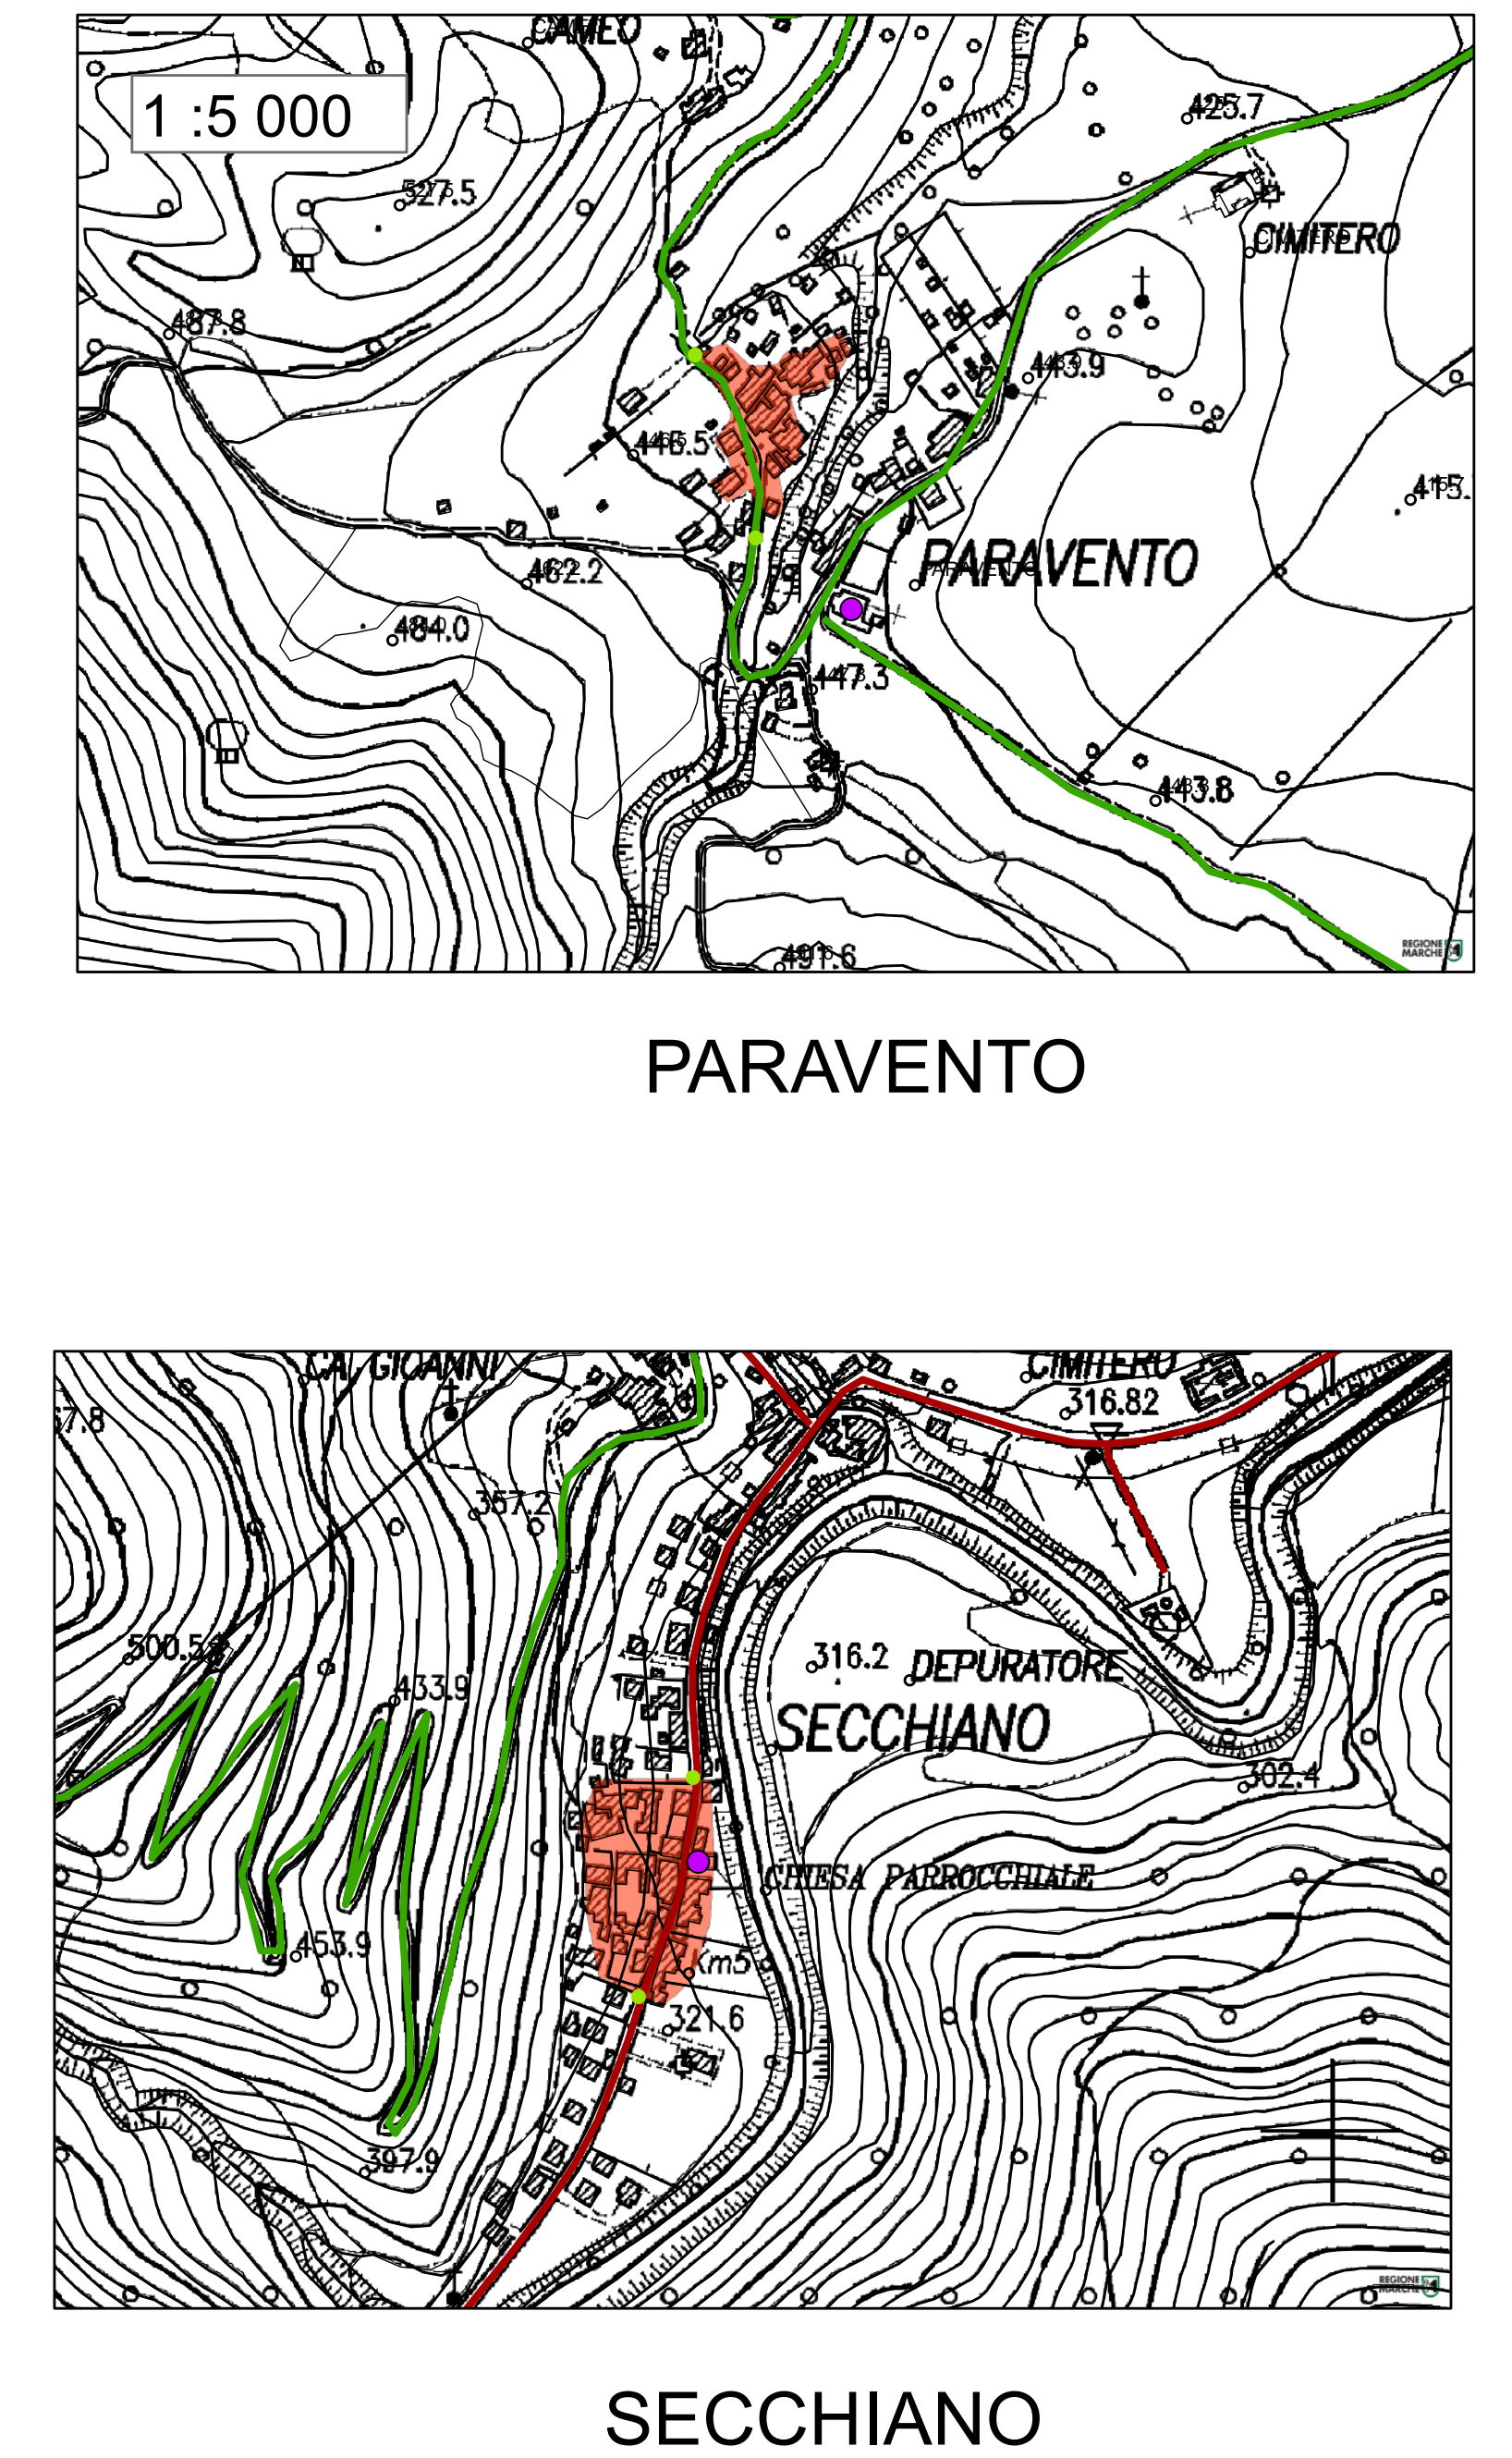 CAMEO
1 :5 000
425.7
527.5
CIMITERO
487.8
443.9
446.5
415.
PARAVENTO
462.2
484.0
447.3
443.8
491.6
REGIONE
MARCHE
PARAVENTO
CA. GIOANNI
CIMITERO
316.82
57.8
357.2
500.5
316.2
DEPURATORE
433.9
SECCHIANO
302.4
CHIESA PARROCCHIALE
453.9
Km5
321.6
397.9
REGIONE
MARCHE
SECCHIANO